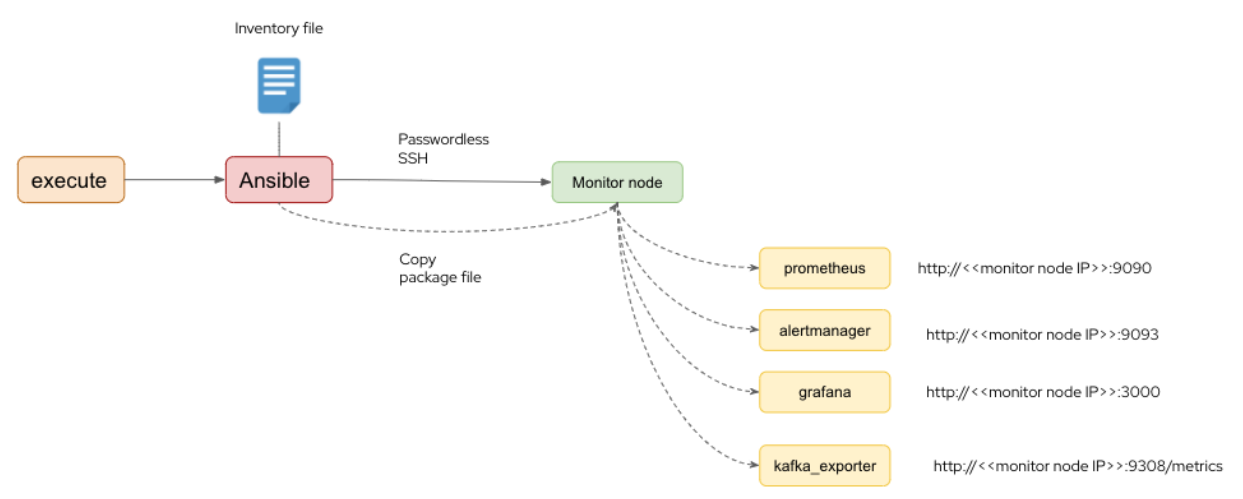 Inventory file
Passwordless
SSH
execute
Ansible
Monitor node
Copy
package file
prometheus
http://<<monitor node IP>>:9090
alertmanager
http://<<monitor node IP>>:9093
grafana
http://<<monitor node IP>>:3000
kafka_exporter
http://<<monitor node IP>>:9308/metrics